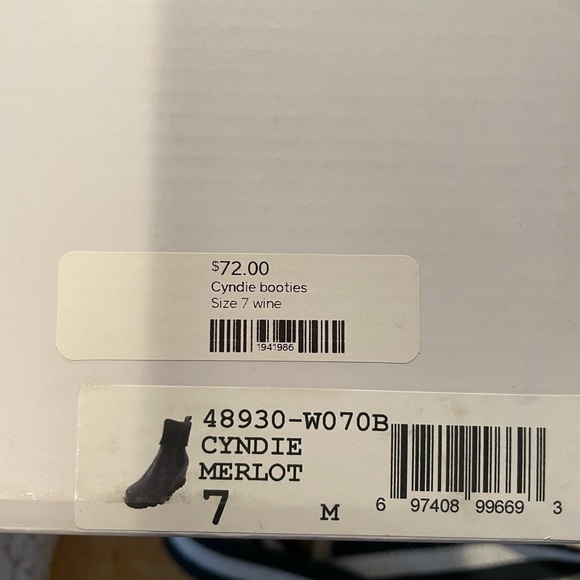 $72.00
Cyndie booties
Size 7 wine
1941986
48930-W070B
CYNDIE
MERLOT
7 M
6 97408 99669 3